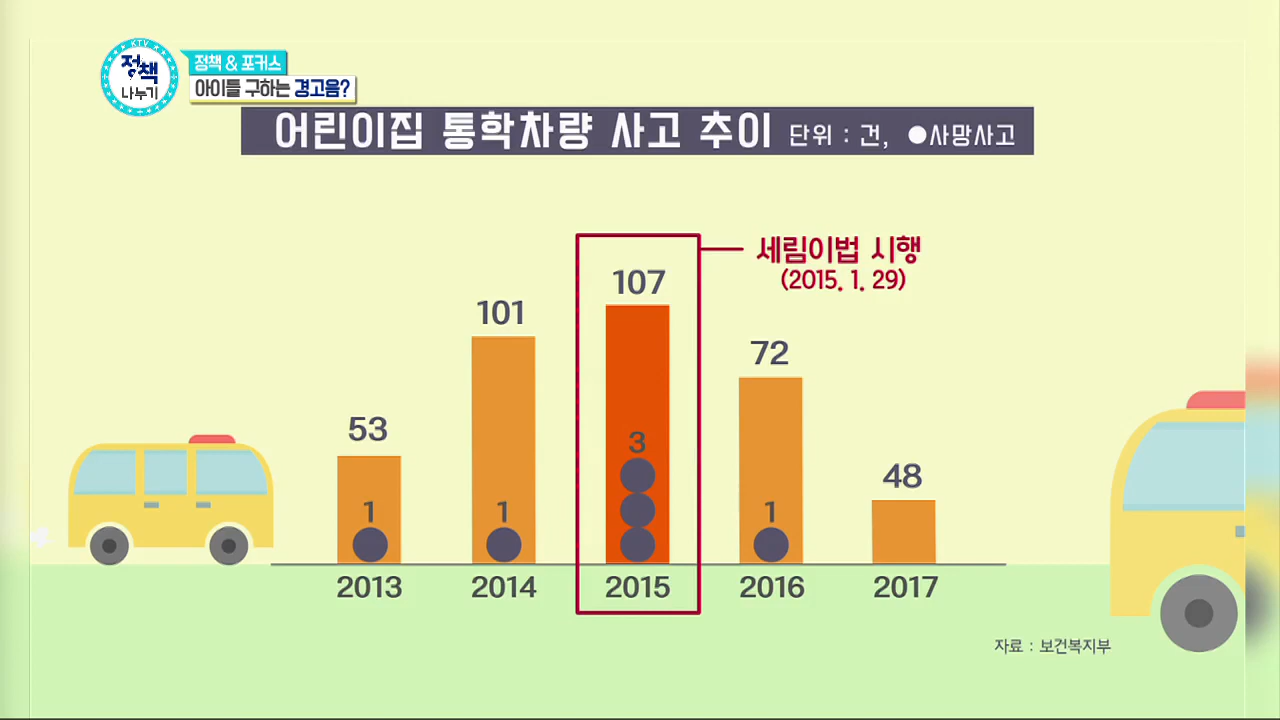 KTV
정책
나누기
정책 & 포커스
아이들 구하는 경고음?
어린이집 통학차량 사고 추이 단위 : 건, ●사망사고
세림이법 시행
(2015. 1. 29)
53
101
107
72
48
1
1
3
1
2013
2014
2015
2016
2017
자료 : 보건복지부